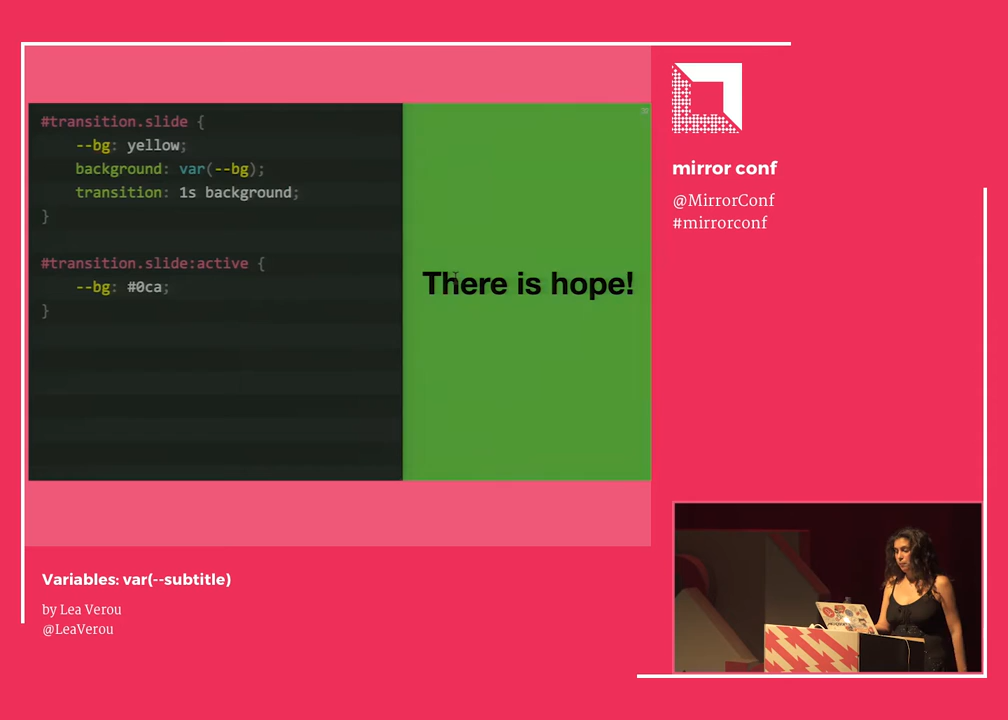 #transition.slide {
--bg: yellow;
background: var(--bg);
transition: 1s background;
}
#transition.slide:active {
--bg: #0ca;
}
There is hope!
mirror conf
@MirrorConf
#mirrorconf
Variables: var(--subtitle)
by Lea Verou
@LeaVerou